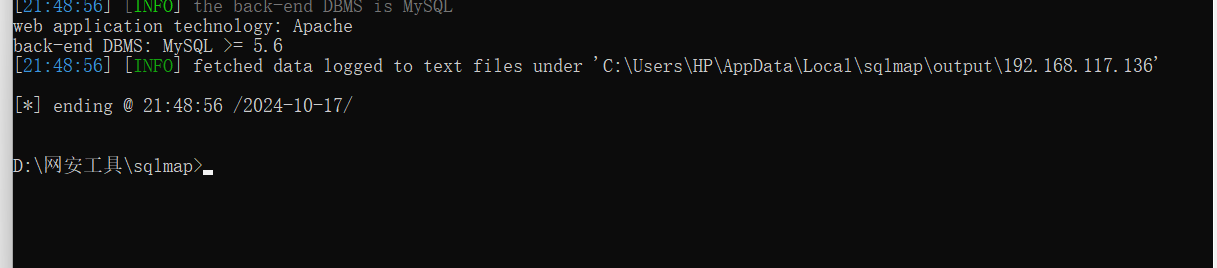 [21:48:56] [INFO] the back-end DBMS is MySQL
web application technology: Apache
back-end DBMS: MySQL >= 5.6
[21:48:56] [INFO] fetched data logged to text files under 'C:\Users\HP\AppData\Local\sqlmap\output\192.168.117.136'
[*] ending @ 21:48:56 /2024-10-17/
D:\网安工具\sqlmap>